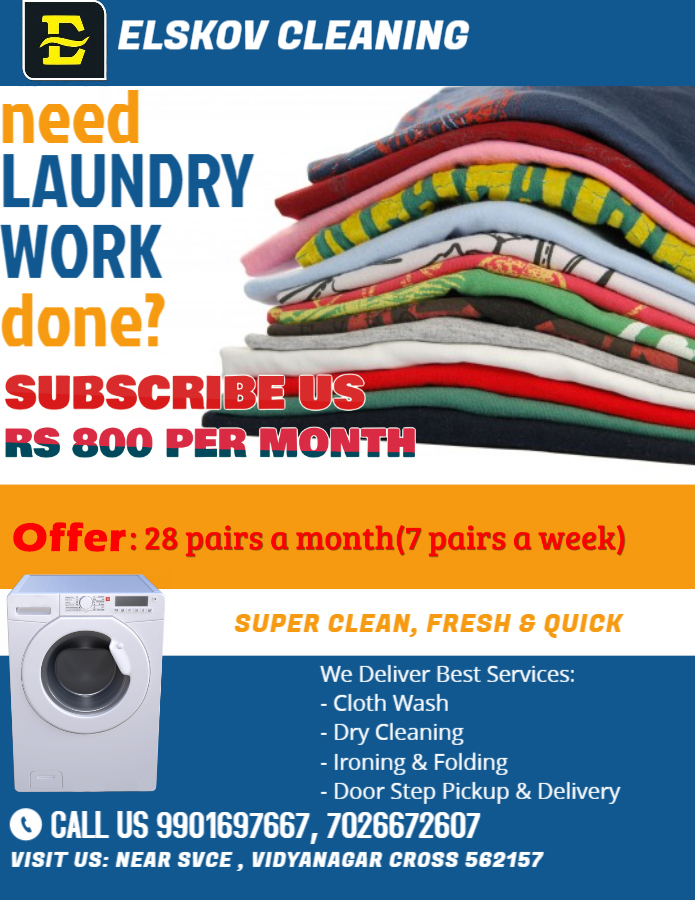 E
ELSKOV CLEANING
need
LAUNDRY
WORK
done?
SUBSCRIBE US
RS 800 PER MONTH
Offer: 28 pairs a month(7 pairs a week)
SUPER CLEAN, FRESH & QUICK
We Deliver Best Services:
- Cloth Wash
- Dry Cleaning
- Ironing & Folding
- Door Step Pickup & Delivery
CALL US 9901697667, 7026672607
VISIT US: NEAR SVCE , VIDYANAGAR CROSS 562157